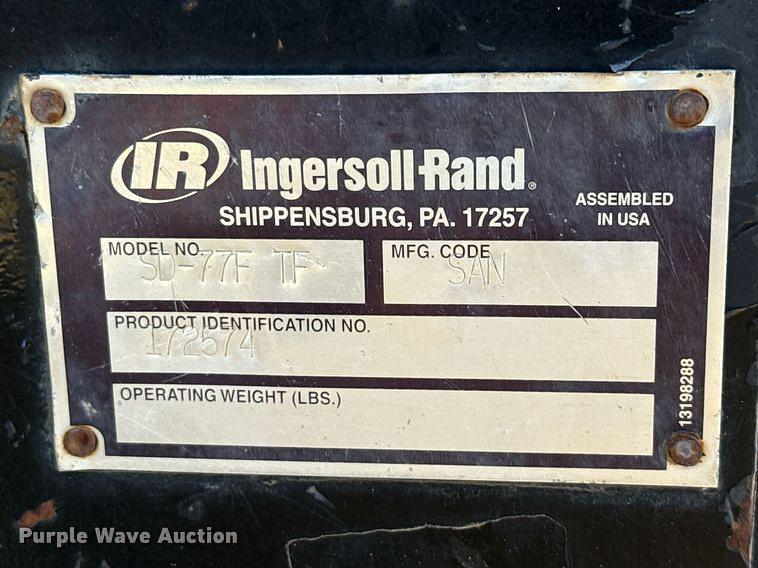 IR Ingersoll-Rand®
SHIPPENSBURG, PA. 17257
ASSEMBLED
IN USA
MODEL NO.
SD-77F TF
MFG. CODE
SAN
PRODUCT IDENTIFICATION NO.
172574
OPERATING WEIGHT (LBS.)
13198288
Purple Wave Auction